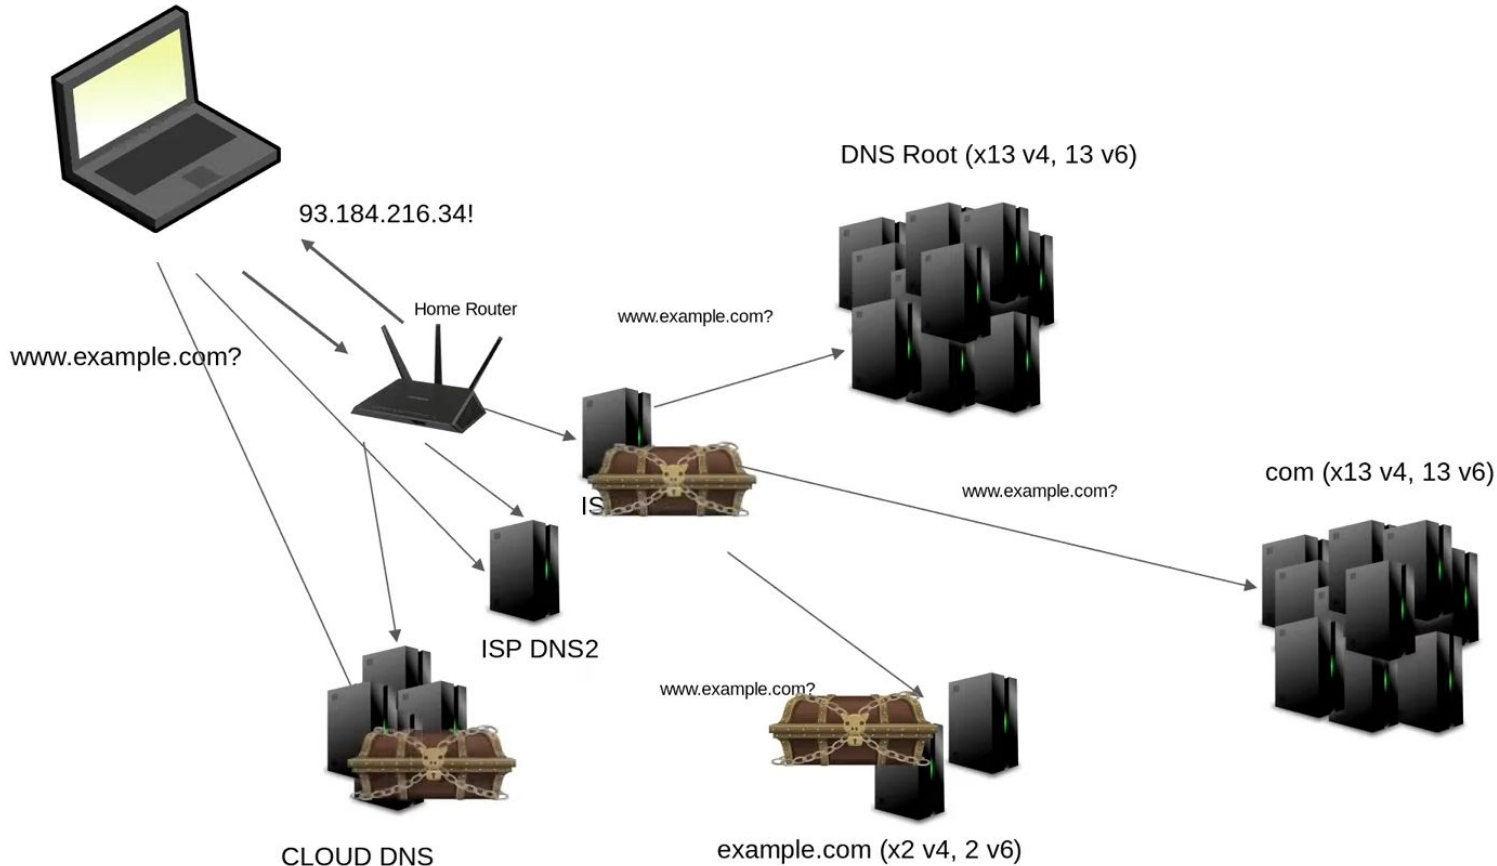 DNS Root (x13 v4, 13 v6)
93.184.216.34!
Home Router
www.example.com?
www.example.com?
com (x13 v4, 13 v6)
www.example.com?
IS
ISP DNS2
www.example.com?
CLOUD DNS
example.com (x2 v4, 2 v6)